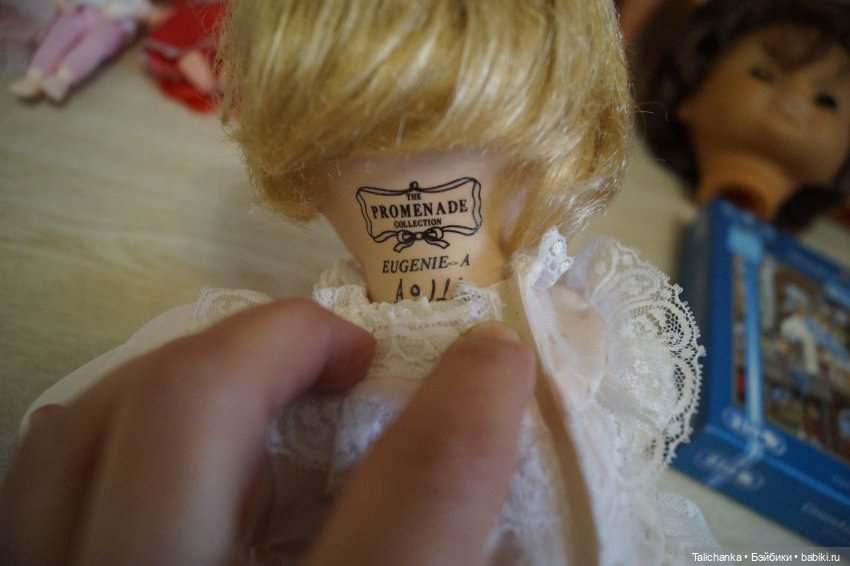 THE
PROMENADE
COLLECTION
EUGENIE-A
Talichanka • Бэйбики • babiki.ru